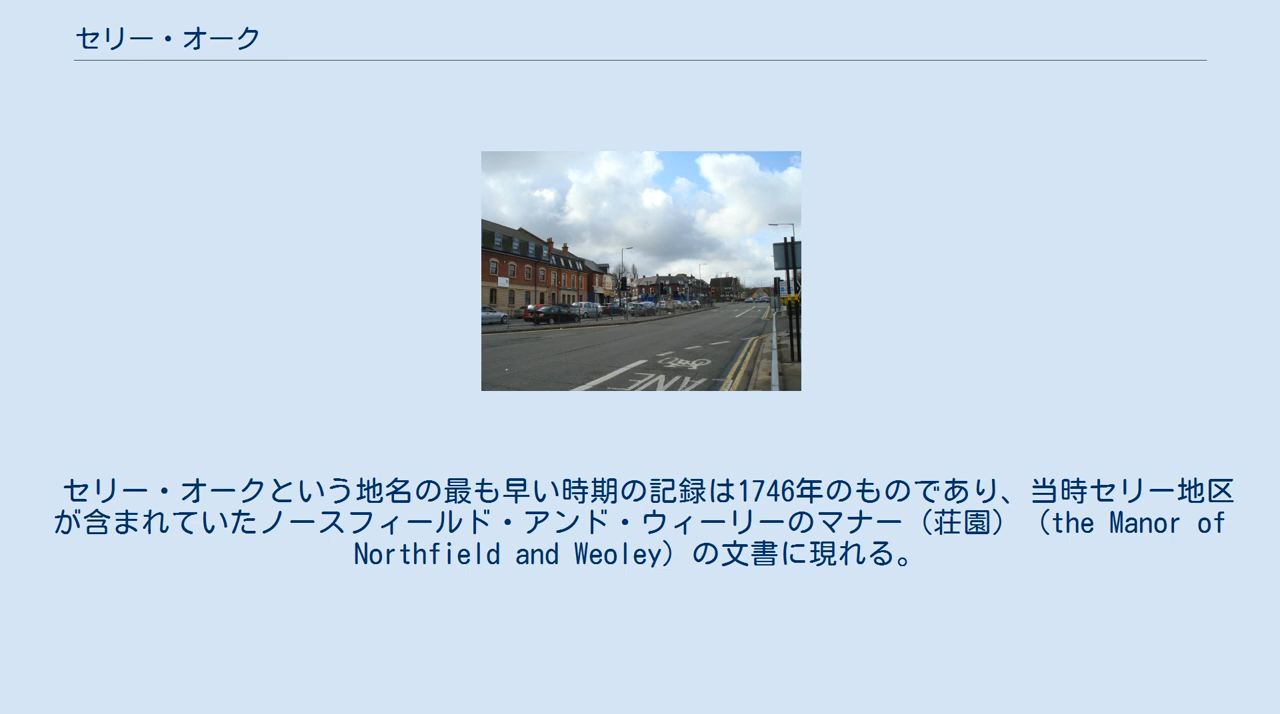 セリー・オーク
ANE
セリー・オークという地名の最も早い時期の記録は1746年のものであり、当時セリー地区
が含まれていたノースフィールド・アンド・ウィーリーのマナー（荘園）（the Manor of
Northfield and Weoley）の文書に現れる。